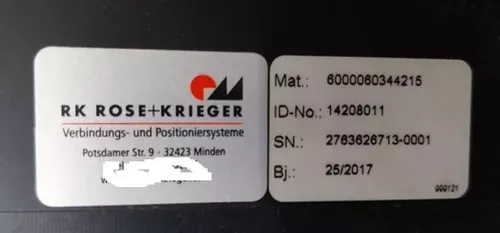 RK ROSE+KRIEGER
Verbindungs- und Positioniersysteme
Potsdamer Str. 9 · 32423 Minden
Mat.: 6000060344215
ID-No.: 14208011
SN.: 2763626713-0001
Bj.: 25/2017
999121